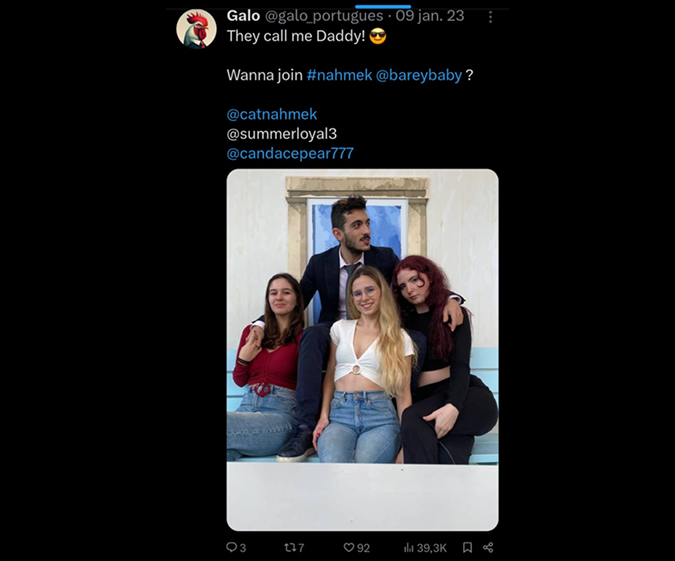 Galo @galo_portugues · 09 jan. 23
They call me Daddy! 😎
Wanna join #nahmek @bareybaby ?
@catnahmek
@summerloyal3
@candacepear777
3 7 92 39,3K